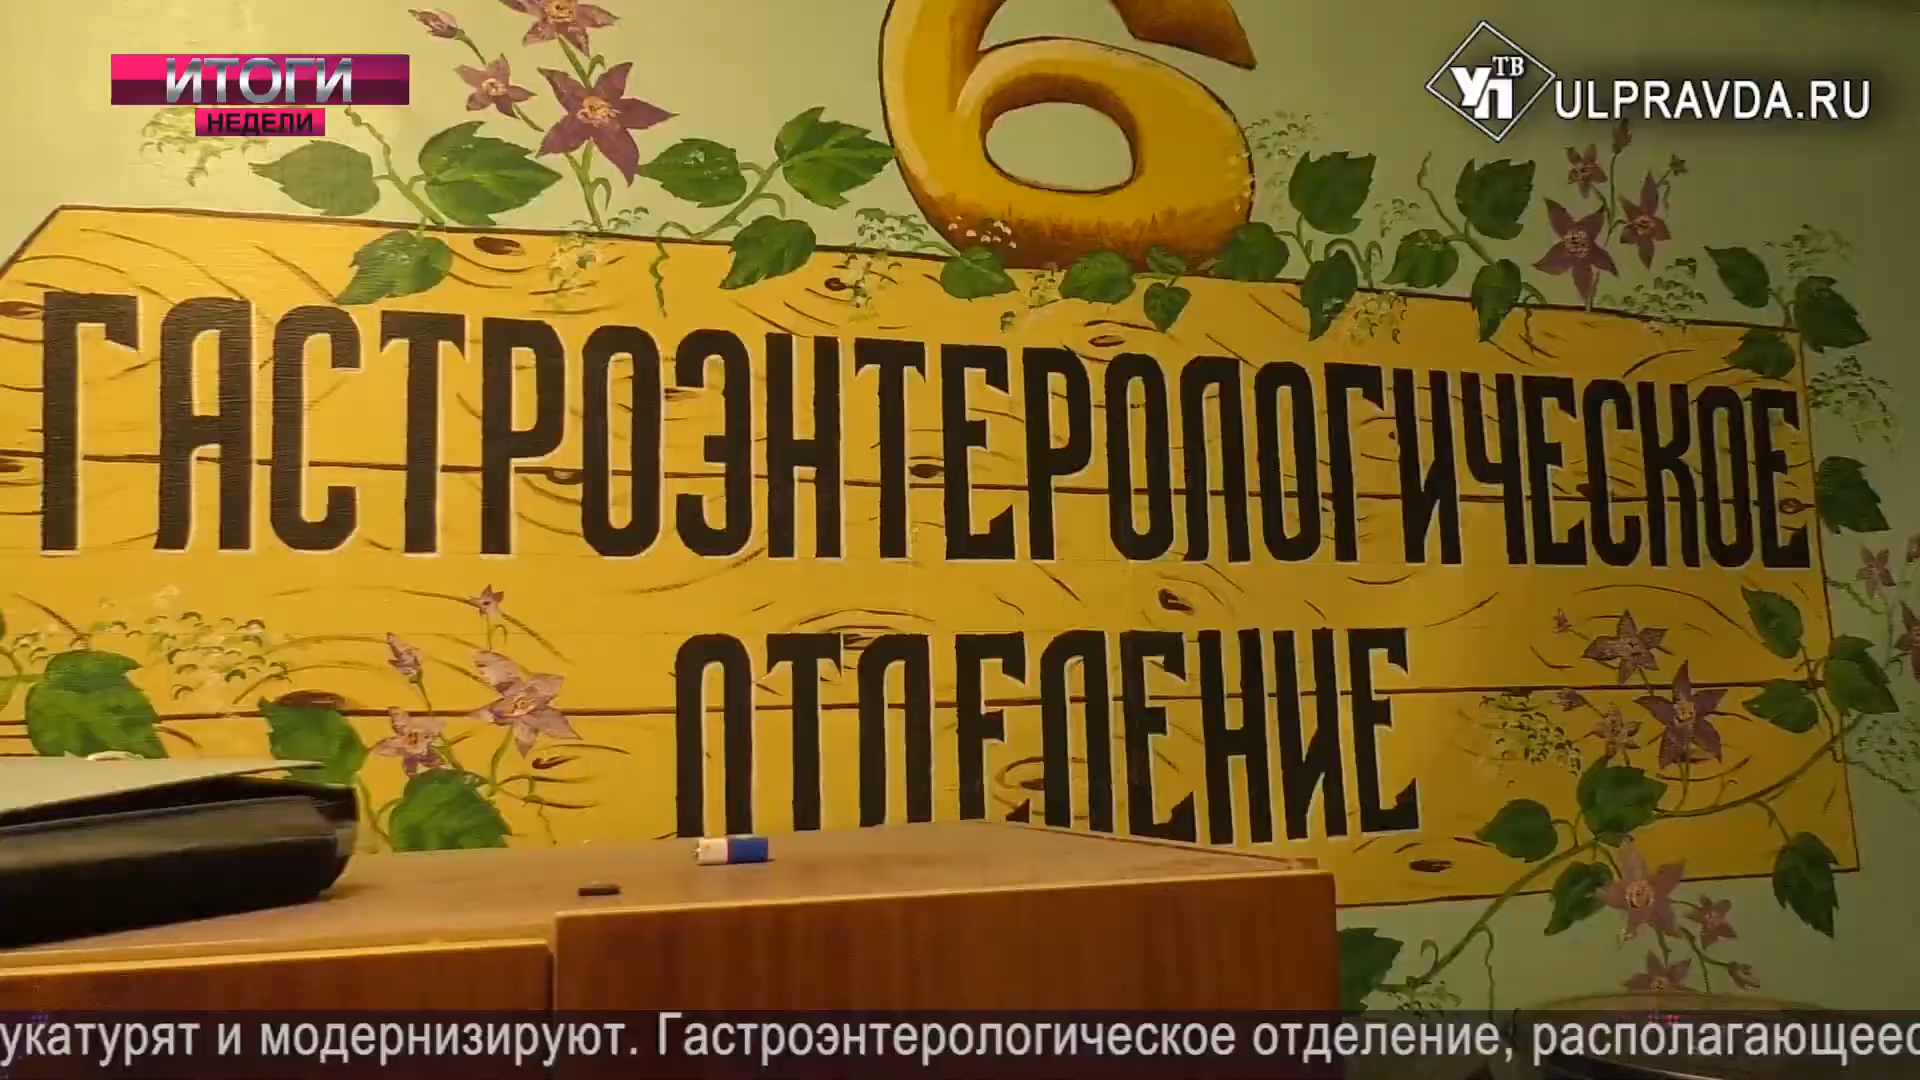 ИТОГИ
НЕДЕЛИ
6
УП ТВ
ULPRAVDA.RU
ГАСТРОЭНТЕРОЛОГИЧЕСКОЕ
ОТДЕЛЕНИЕ
укатурят и модернизируют. Гастроэнтерологическое отделение, располагающеес